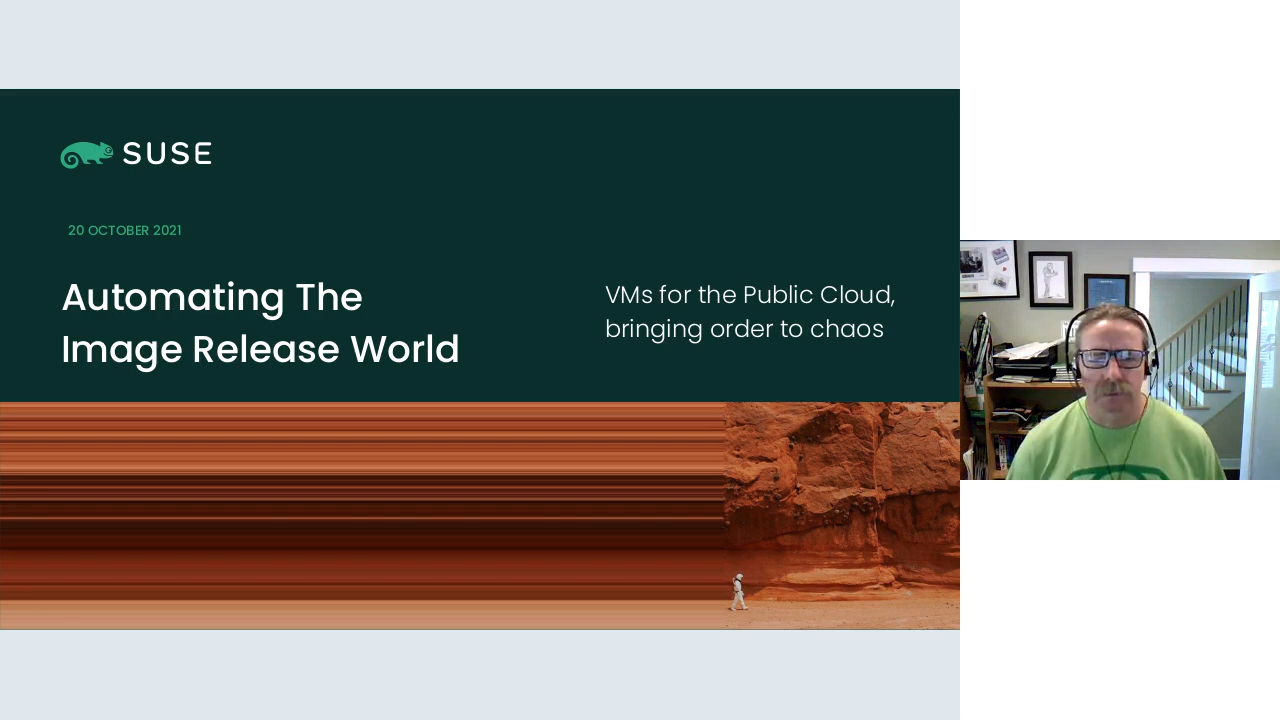 SUSE
20 OCTOBER 2021
Automating The
Image Release World
VMs for the Public Cloud,
bringing order to chaos